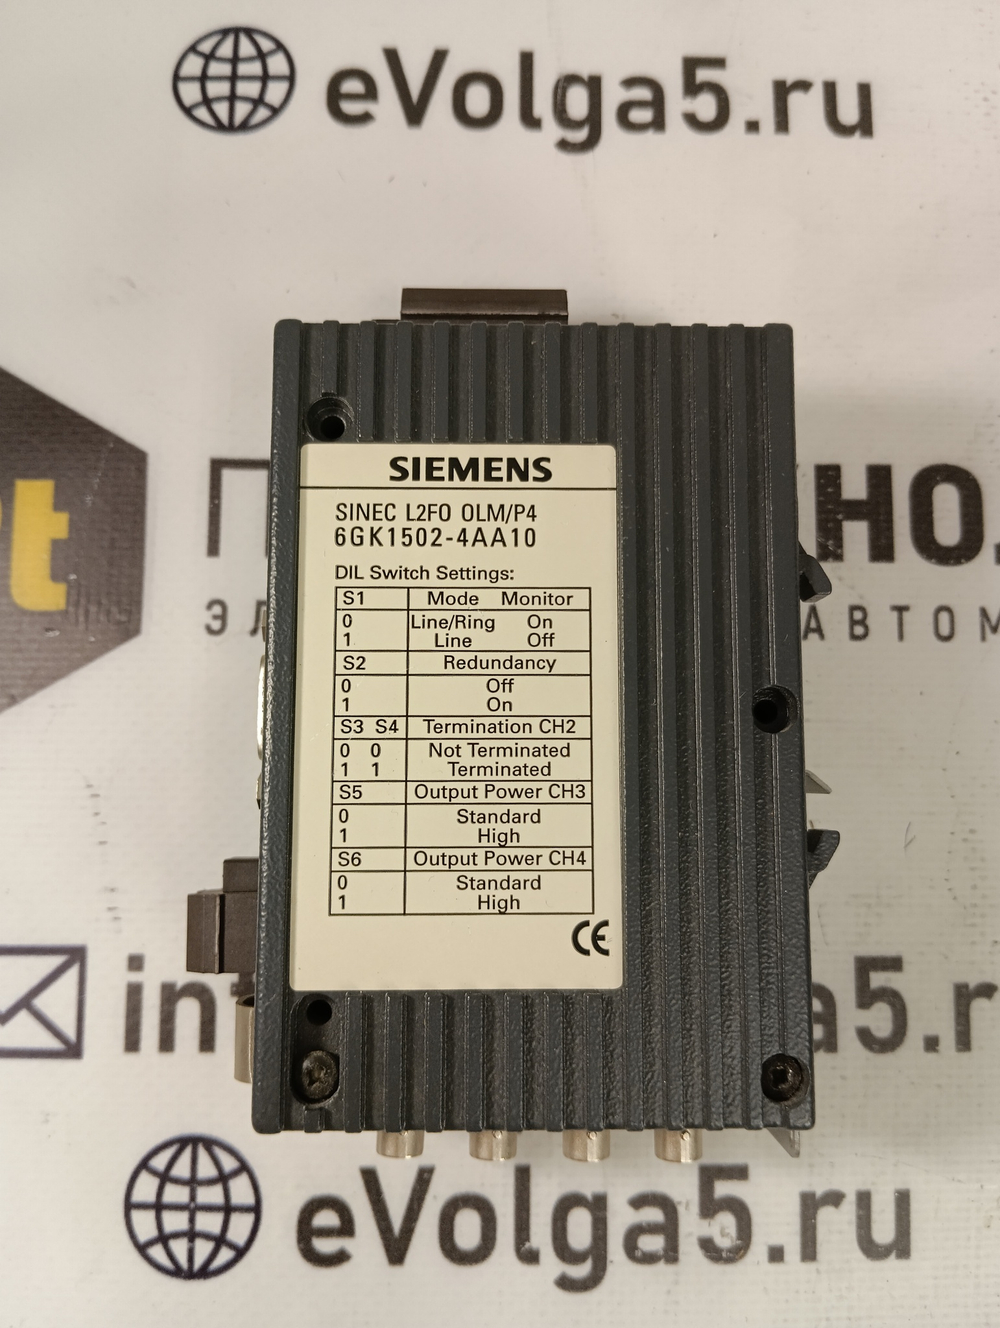 eVolga5.ru
SIEMENS
SINEC L2FO OLM/P4
6GK1502-4AA10
DIL Switch Settings:
S1 Mode Monitor
0 Line/Ring On
1 Line Off
S2 Redundancy
0 Off
1 On
S3 S4 Termination CH2
0 0 Not Terminated
1 1 Terminated
S5 Output Power CH3
0 Standard
1 High
S6 Output Power CH4
0 Standard
1 High
CE
eVolga5.ru